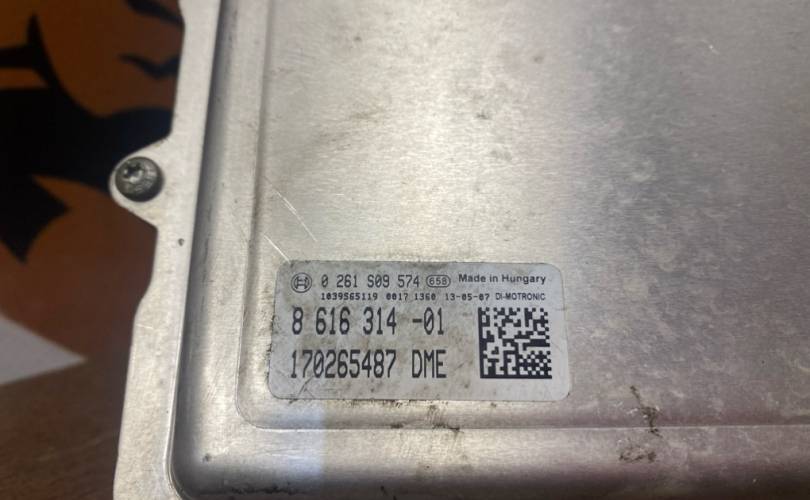 0 261 S09 574 658 Made in Hungary
1039S65119 0017 1360 13-05-07 DI-MOTRONIC
8 616 314 -01
170265487 DME